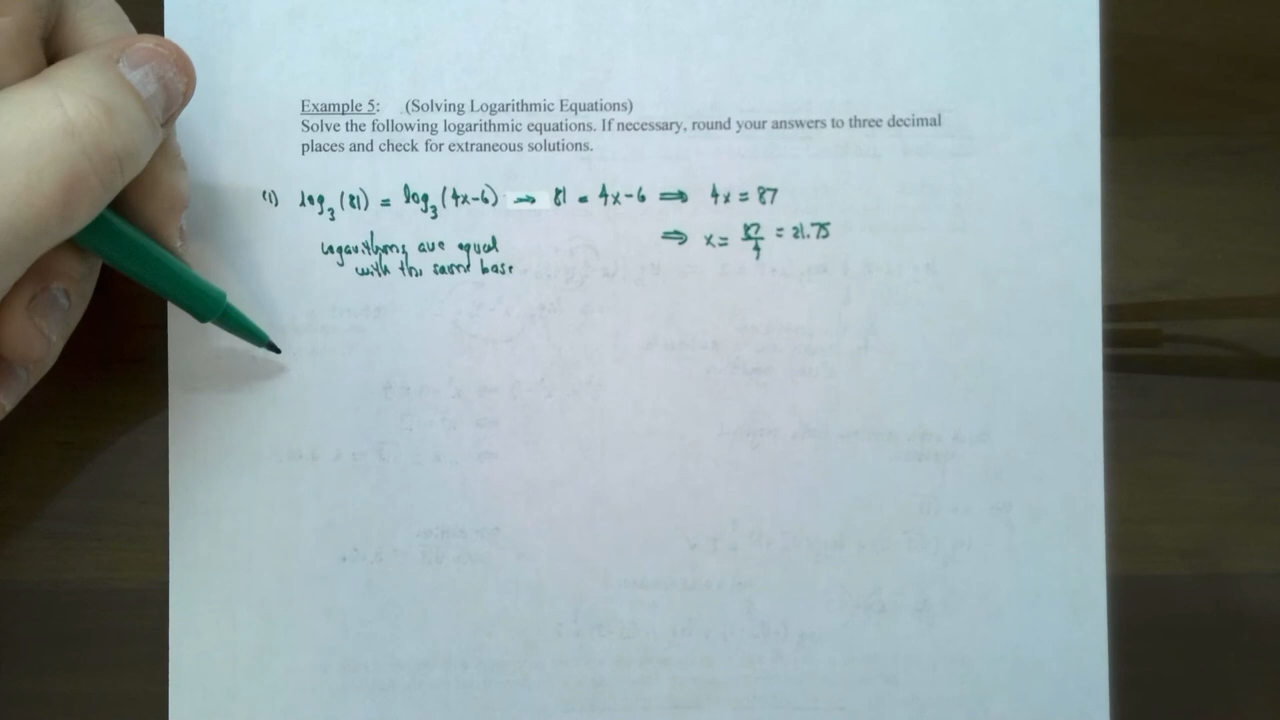 Example 5: (Solving Logarithmic Equations)
Solve the following logarithmic equations. If necessary, round your answers to three decimal
places and check for extraneous solutions.
(1) log₃(81) = log₃(4x-6) ⇒ 81 = 4x-6 ⇒ 4x = 87
⇒ x = 87/4 = 21.75
Logarithms are equal
with the same base